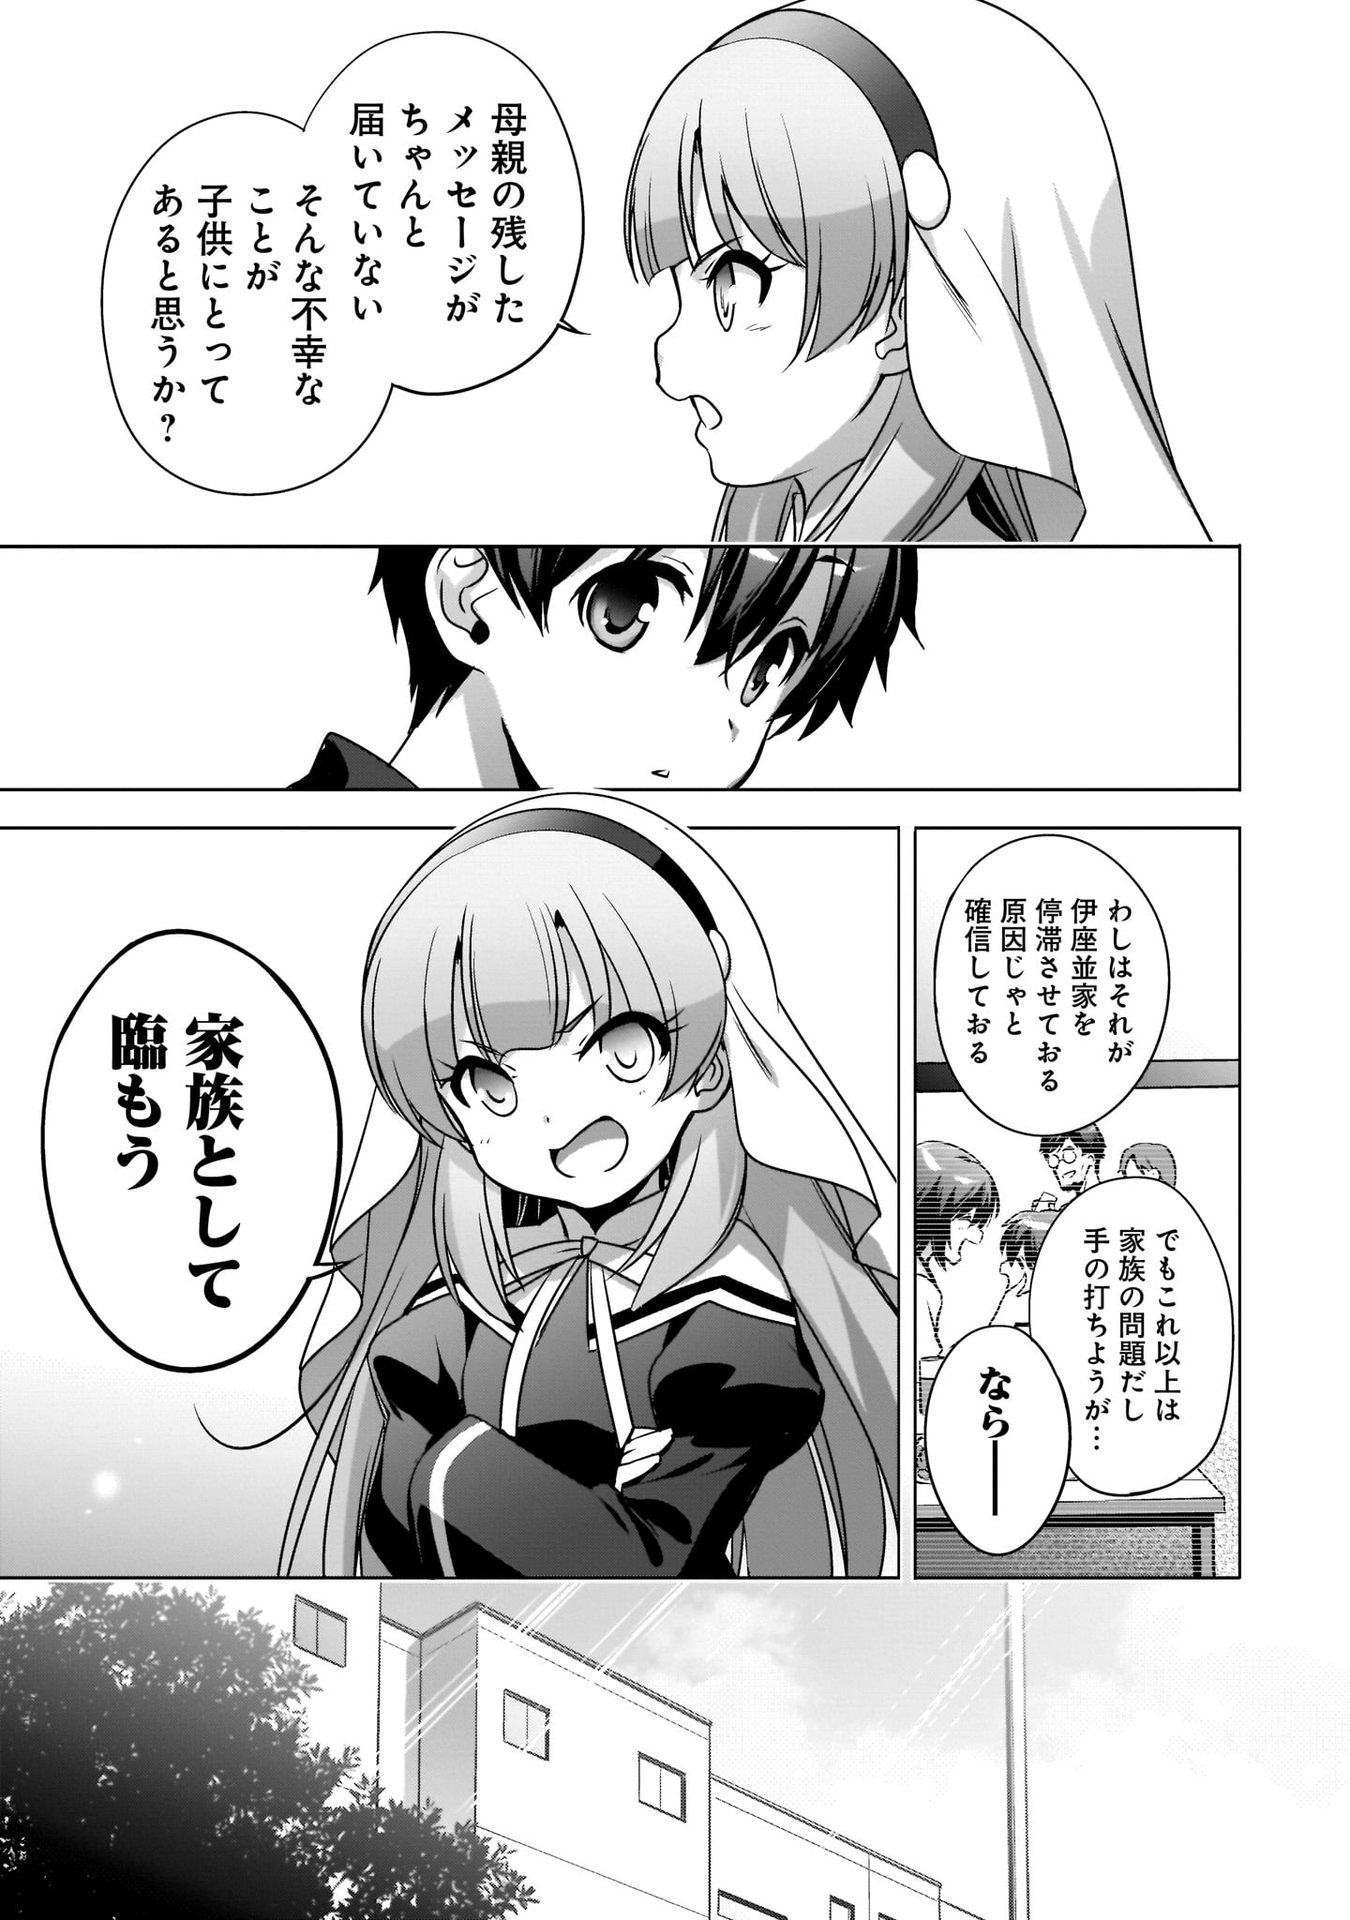 母親の残した
メッセージが
ちゃんと
届いていない
そんな不幸な
ことが
子供にとって
あると思うか?
わしはそれが
伊座並家を
停滞させておる
原因じゃと
確信しておる
でもこれ以上は
家族の問題だし
手の打ちようが…
なら――
家族として
臨もう